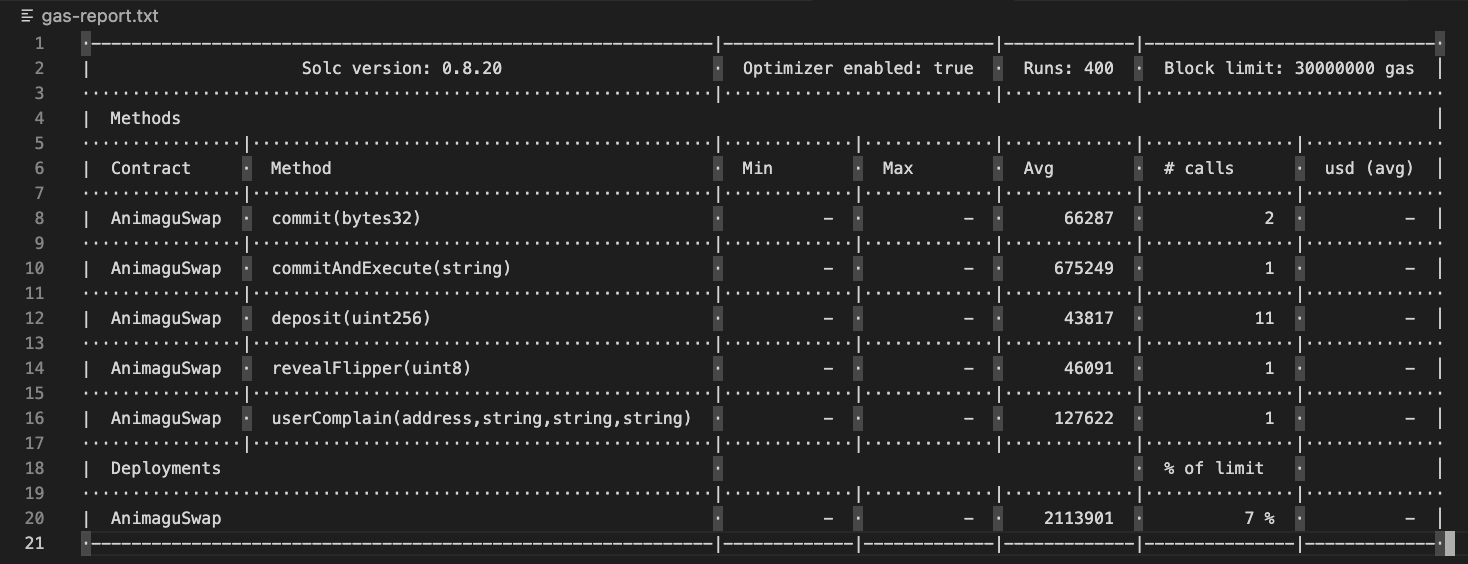 gas-report.txt
1 ·------------------------------------------------|---------------------------|-------------|-----------------------------·
2 | Solc version: 0.8.20 · Optimizer enabled: true · Runs: 400 · Block limit: 30000000 gas |
3 ·················································|···························|·············|······························
4 | Methods |
5 ················|································|·············|·············|·············|···············|··············
6 | Contract · Method · Min · Max · Avg · # calls · usd (avg) |
7 ················|································|·············|·············|·············|···············|··············
8 | AnimaguSwap · commit(bytes32) · - · - · 66287 · 2 · - |
9 ················|································|·············|·············|·············|···············|··············
10 | AnimaguSwap · commitAndExecute(string) · - · - · 675249 · 1 · - |
11 ················|································|·············|·············|·············|···············|··············
12 | AnimaguSwap · deposit(uint256) · - · - · 43817 · 11 · - |
13 ················|································|·············|·············|·············|···············|··············
14 | AnimaguSwap · revealFlipper(uint8) · - · - · 46091 · 1 · - |
15 ················|································|·············|·············|·············|···············|··············
16 | AnimaguSwap · userComplain(address,string,string,string) · - · - · 127622 · 1 · - |
17 ················|································|·············|·············|·············|···············|··············
18 | Deployments · · % of limit · |
19 ·················································|·············|·············|·············|···············|··············
20 | AnimaguSwap · - · - · 2113901 · 7 % · - |
21 ·------------------------------------------------|-------------|-------------|-------------|---------------|-------------·